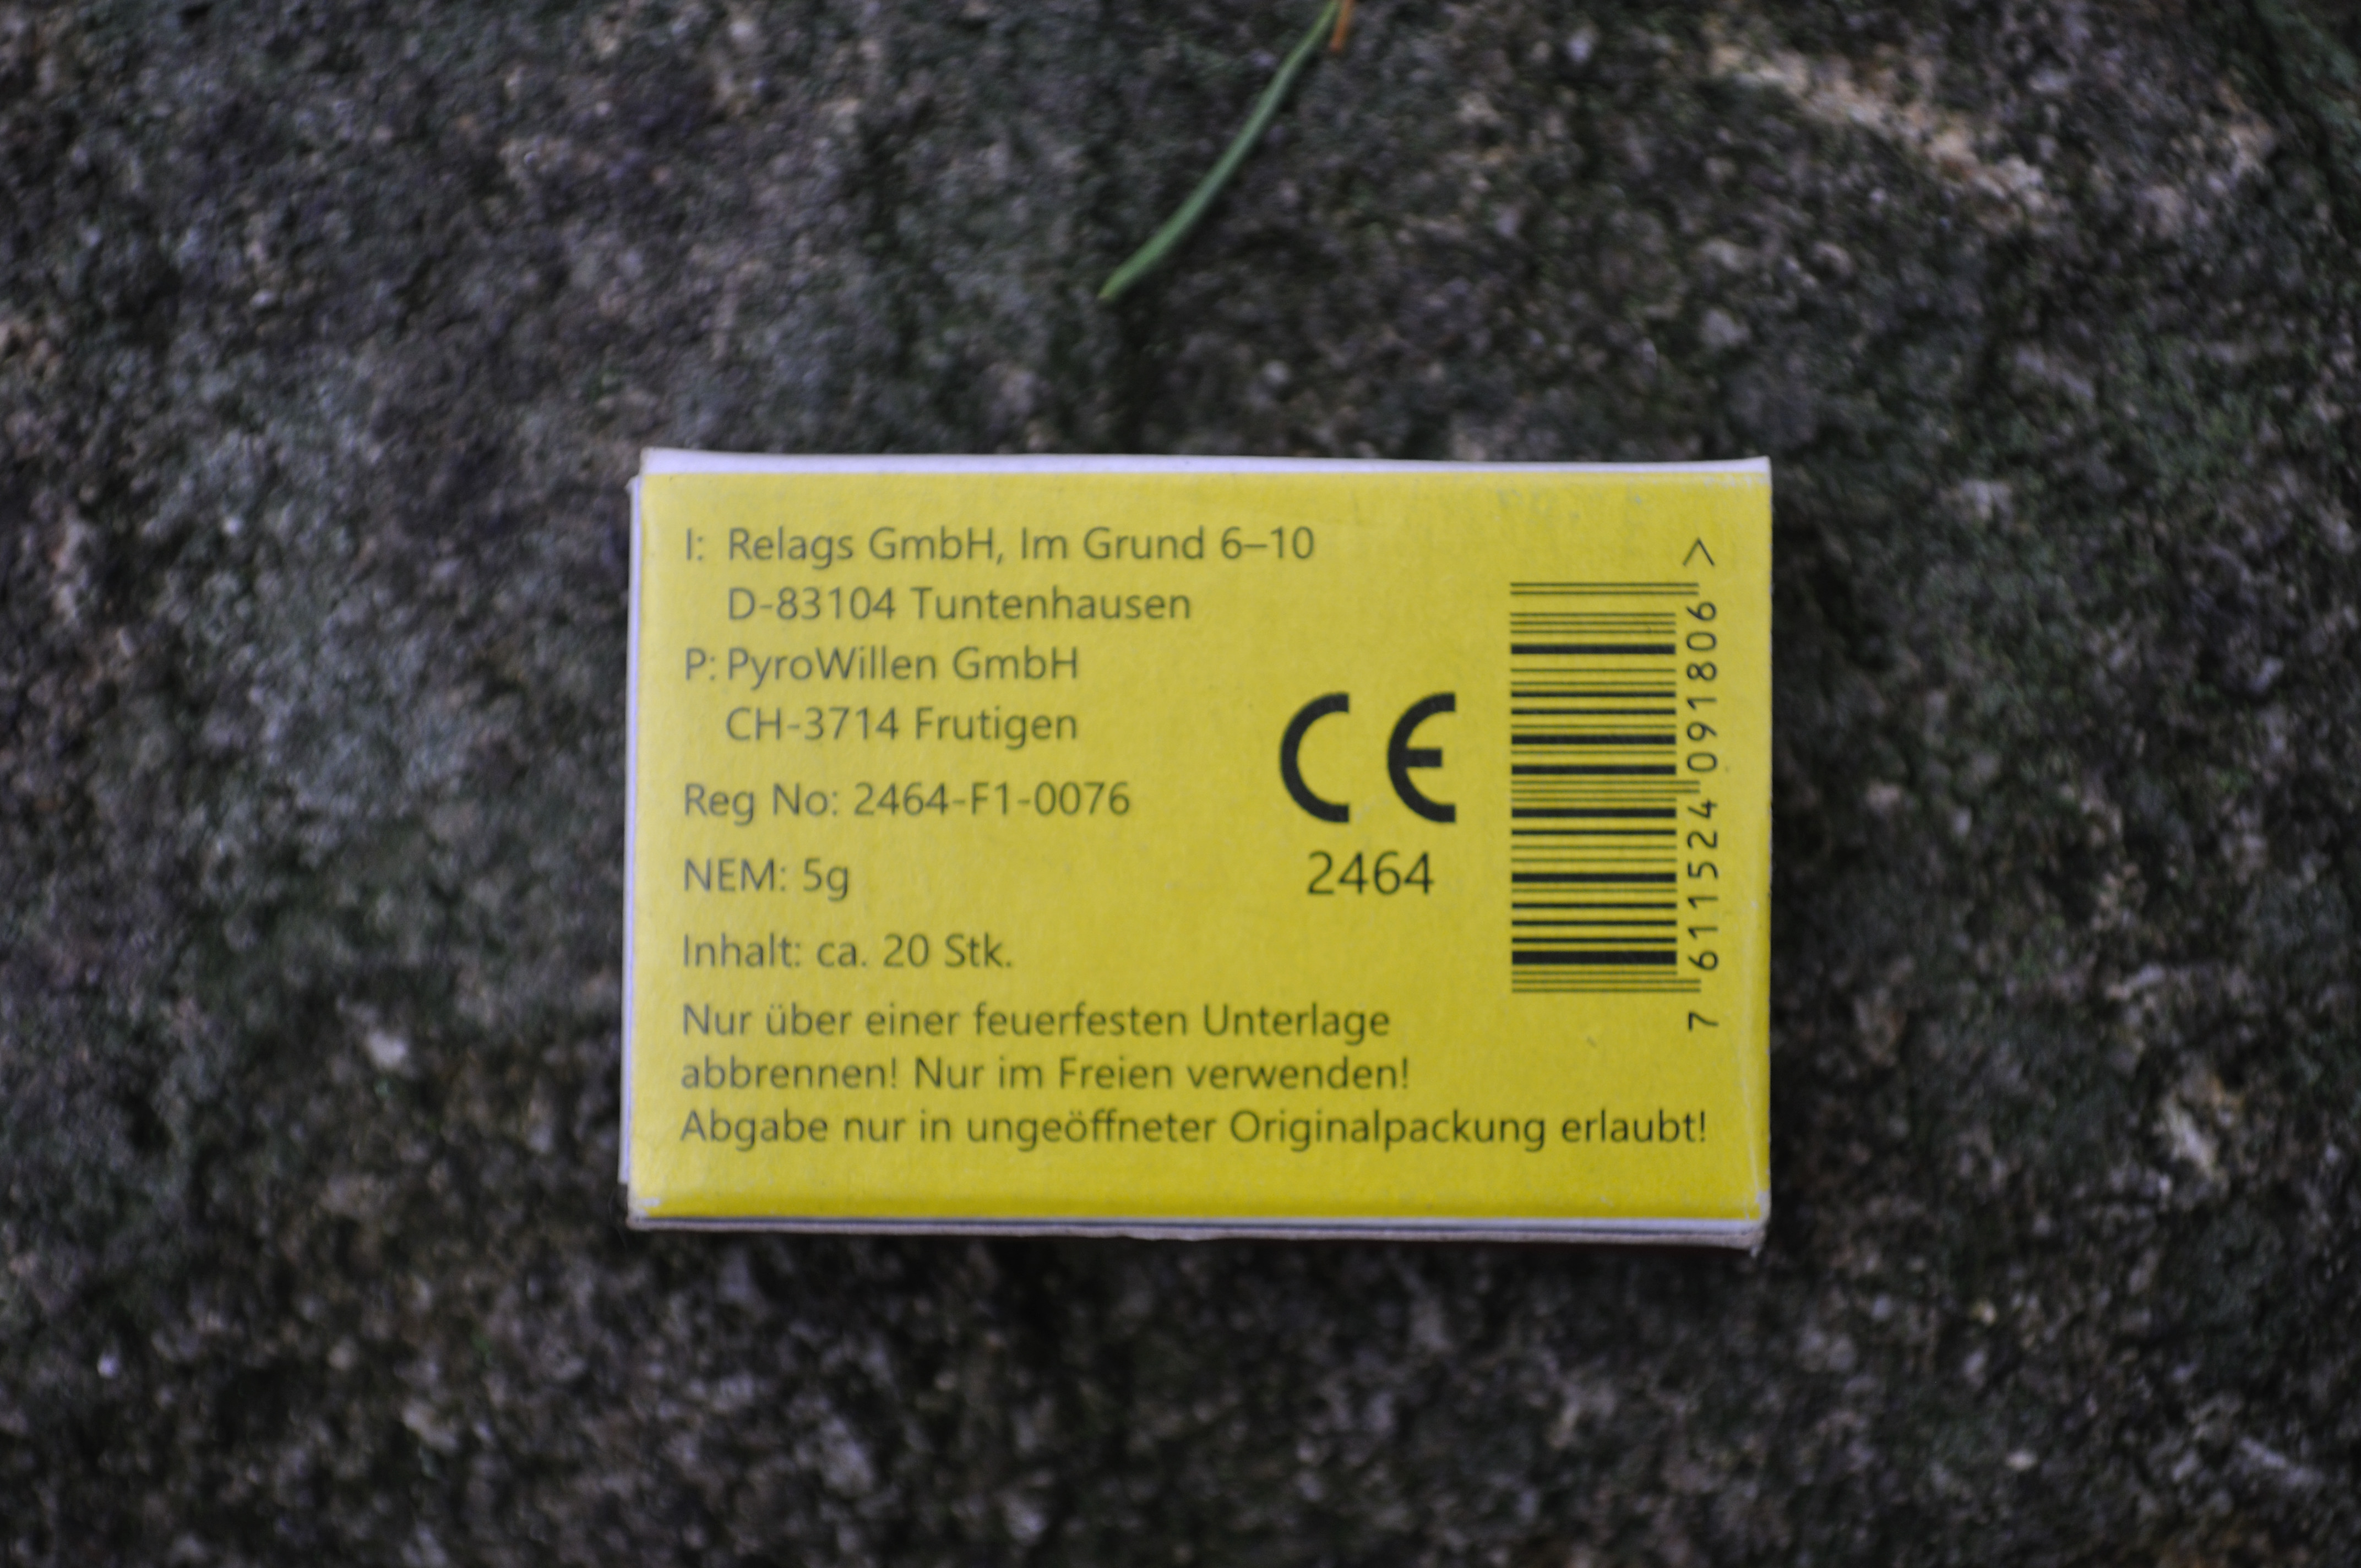 I: Relags GmbH, Im Grund 6–10
D-83104 Tuntenhausen
P: PyroWillen GmbH
CH-3714 Frutigen
Reg No: 2464-F1-0076
NEM: 5g
Inhalt: ca. 20 Stk.
Nur über einer feuerfesten Unterlage
abbrennen! Nur im Freien verwenden!
Abgabe nur in ungeöffneter Originalpackung erlaubt!
CE
2464
7 611524 091806 >